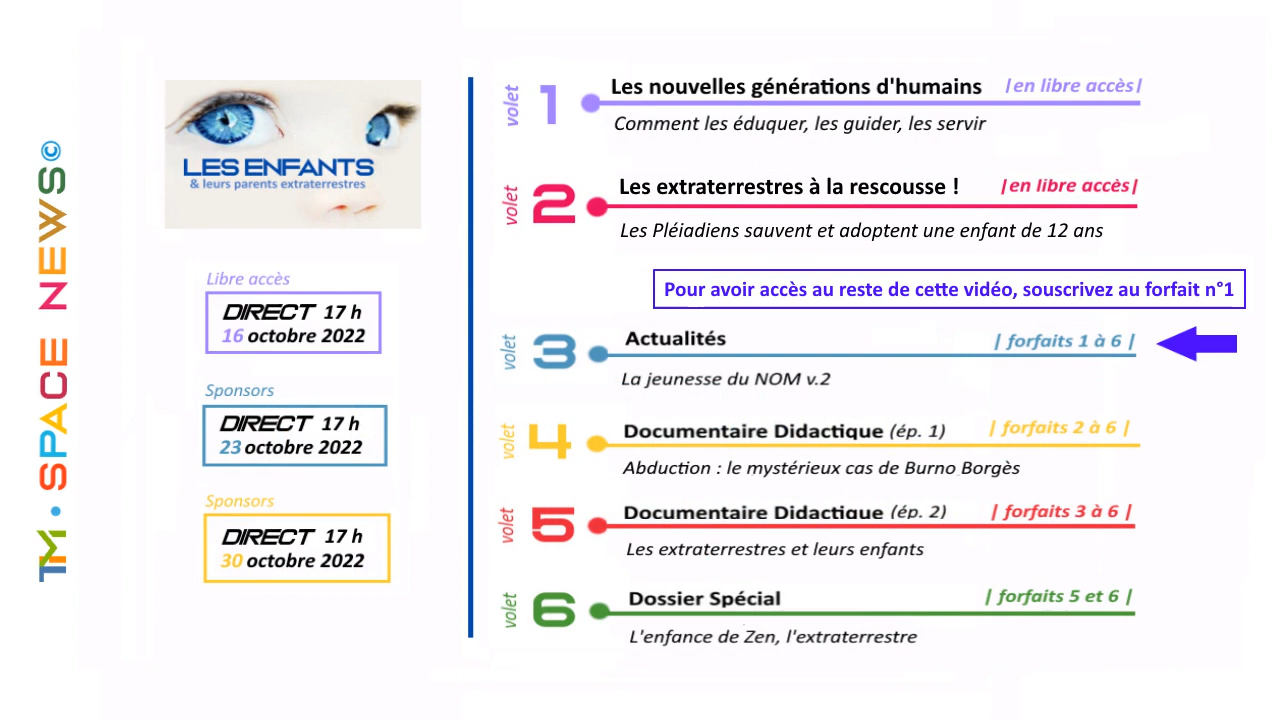 TM • SPACE NEWS©
LES ENFANTS
& leurs parents extraterrestres
Libre accès
DIRECT 17 h
16 octobre 2022
Sponsors
DIRECT 17 h
23 octobre 2022
Sponsors
DIRECT 17 h
30 octobre 2022
volet 1 Les nouvelles générations d'humains |en libre accès|
Comment les éduquer, les guider, les servir
volet 2 Les extraterrestres à la rescousse ! |en libre accès|
Les Pléiadiens sauvent et adoptent une enfant de 12 ans
Pour avoir accès au reste de cette vidéo, souscrivez au forfait n°1
volet 3 Actualités | forfaits 1 à 6 |
La jeunesse du NOM v.2
volet 4 Documentaire Didactique (ép. 1) | forfaits 2 à 6 |
Abduction : le mystérieux cas de Burno Borgès
volet 5 Documentaire Didactique (ép. 2) | forfaits 3 à 6 |
Les extraterrestres et leurs enfants
volet 6 Dossier Spécial | forfaits 5 et 6 |
L'enfance de Zen, l'extraterrestre